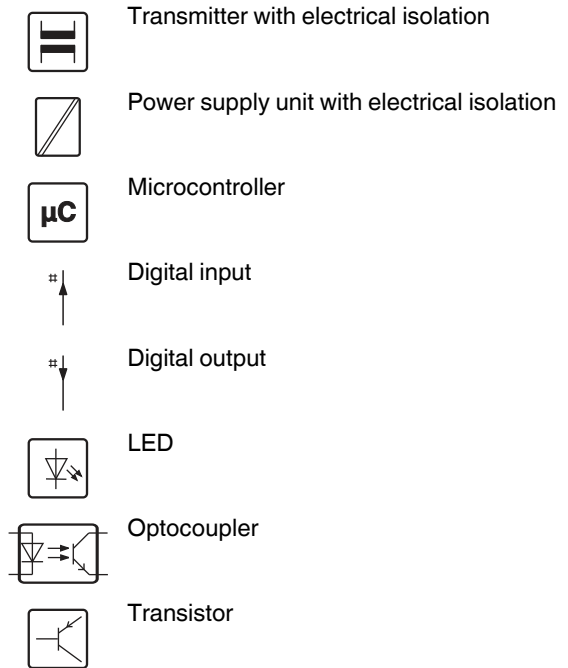 Transmitter with electrical isolation
Power supply unit with electrical isolation
µC
Microcontroller
#
Digital input
#
Digital output
LED
Optocoupler
Transistor